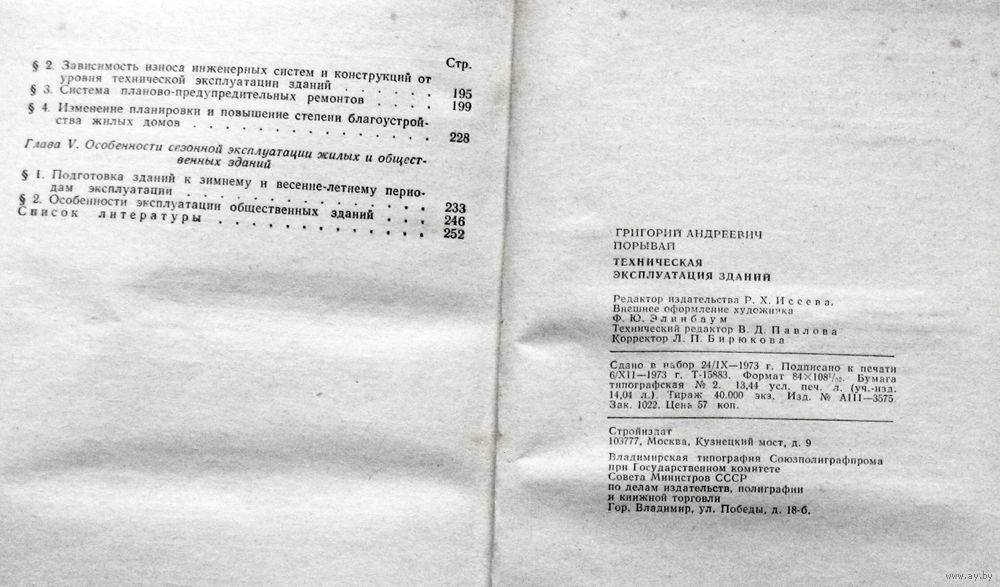 Стр.
§ 2. Зависимость износа инженерных систем и конструкций от
уровня технической эксплуатации зданий . . . . . . 195
§ 3. Система планово-предупредительных ремонтов . . . . 199
§ 4. Изменение планировки и повышение степени благоустрой-
ства жилых домов . . . . . . . . . . . . . . . 228
Глава V. Особенности сезонной эксплуатации жилых и общест-
венных зданий
§ 1. Подготовка зданий к зимнему и весенне-летнему перио-
дам эксплуатации . . . . . . . . . . . . . . . 233
§ 2. Особенности эксплуатации общественных зданий . . . 246
Список литературы . . . . . . . . . . . . . . 252
ГРИГОРИЙ АНДРЕЕВИЧ
ПОРЫВАЙ
ТЕХНИЧЕСКАЯ
ЭКСПЛУАТАЦИЯ ЗДАНИЙ
Редактор издательства Р. Х. Иссева.
Внешнее оформление художника
Ф. Ю. Элинбаум
Технический редактор В. Д. Павлова
Корректор Л. П. Бирюкова
Сдано в набор 24/IX—1973 г. Подписано к печати
6/XII—1973 г. Т-15883. Формат 84×108¹/₃₂. Бумага
типографская № 2. 13,44 усл. печ. л. (уч.-изд.
14,04 л.) Тираж 40.000 экз. Изд. № AIII—3575
Зак. 1022. Цена 57 коп.
Стройиздат
103777, Москва, Кузнецкий мост, д. 9
Владимирская типография Союзполиграфпрома
при Государственном комитете
Совета Министров СССР
по делам издательств, полиграфии
и книжной торговли
Гор. Владимир, ул. Победы, д. 18-б.
www.ay.by